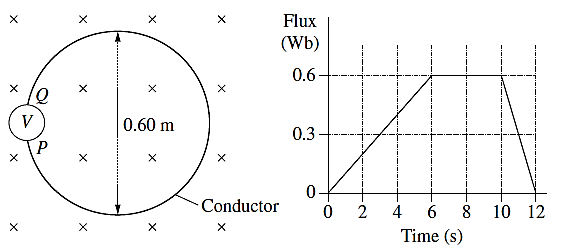 Q
V
P
0.60 m
Conductor
Flux
(Wb)
0.6
0.3
0
0 2 4 6 8 10 12
Time (s)